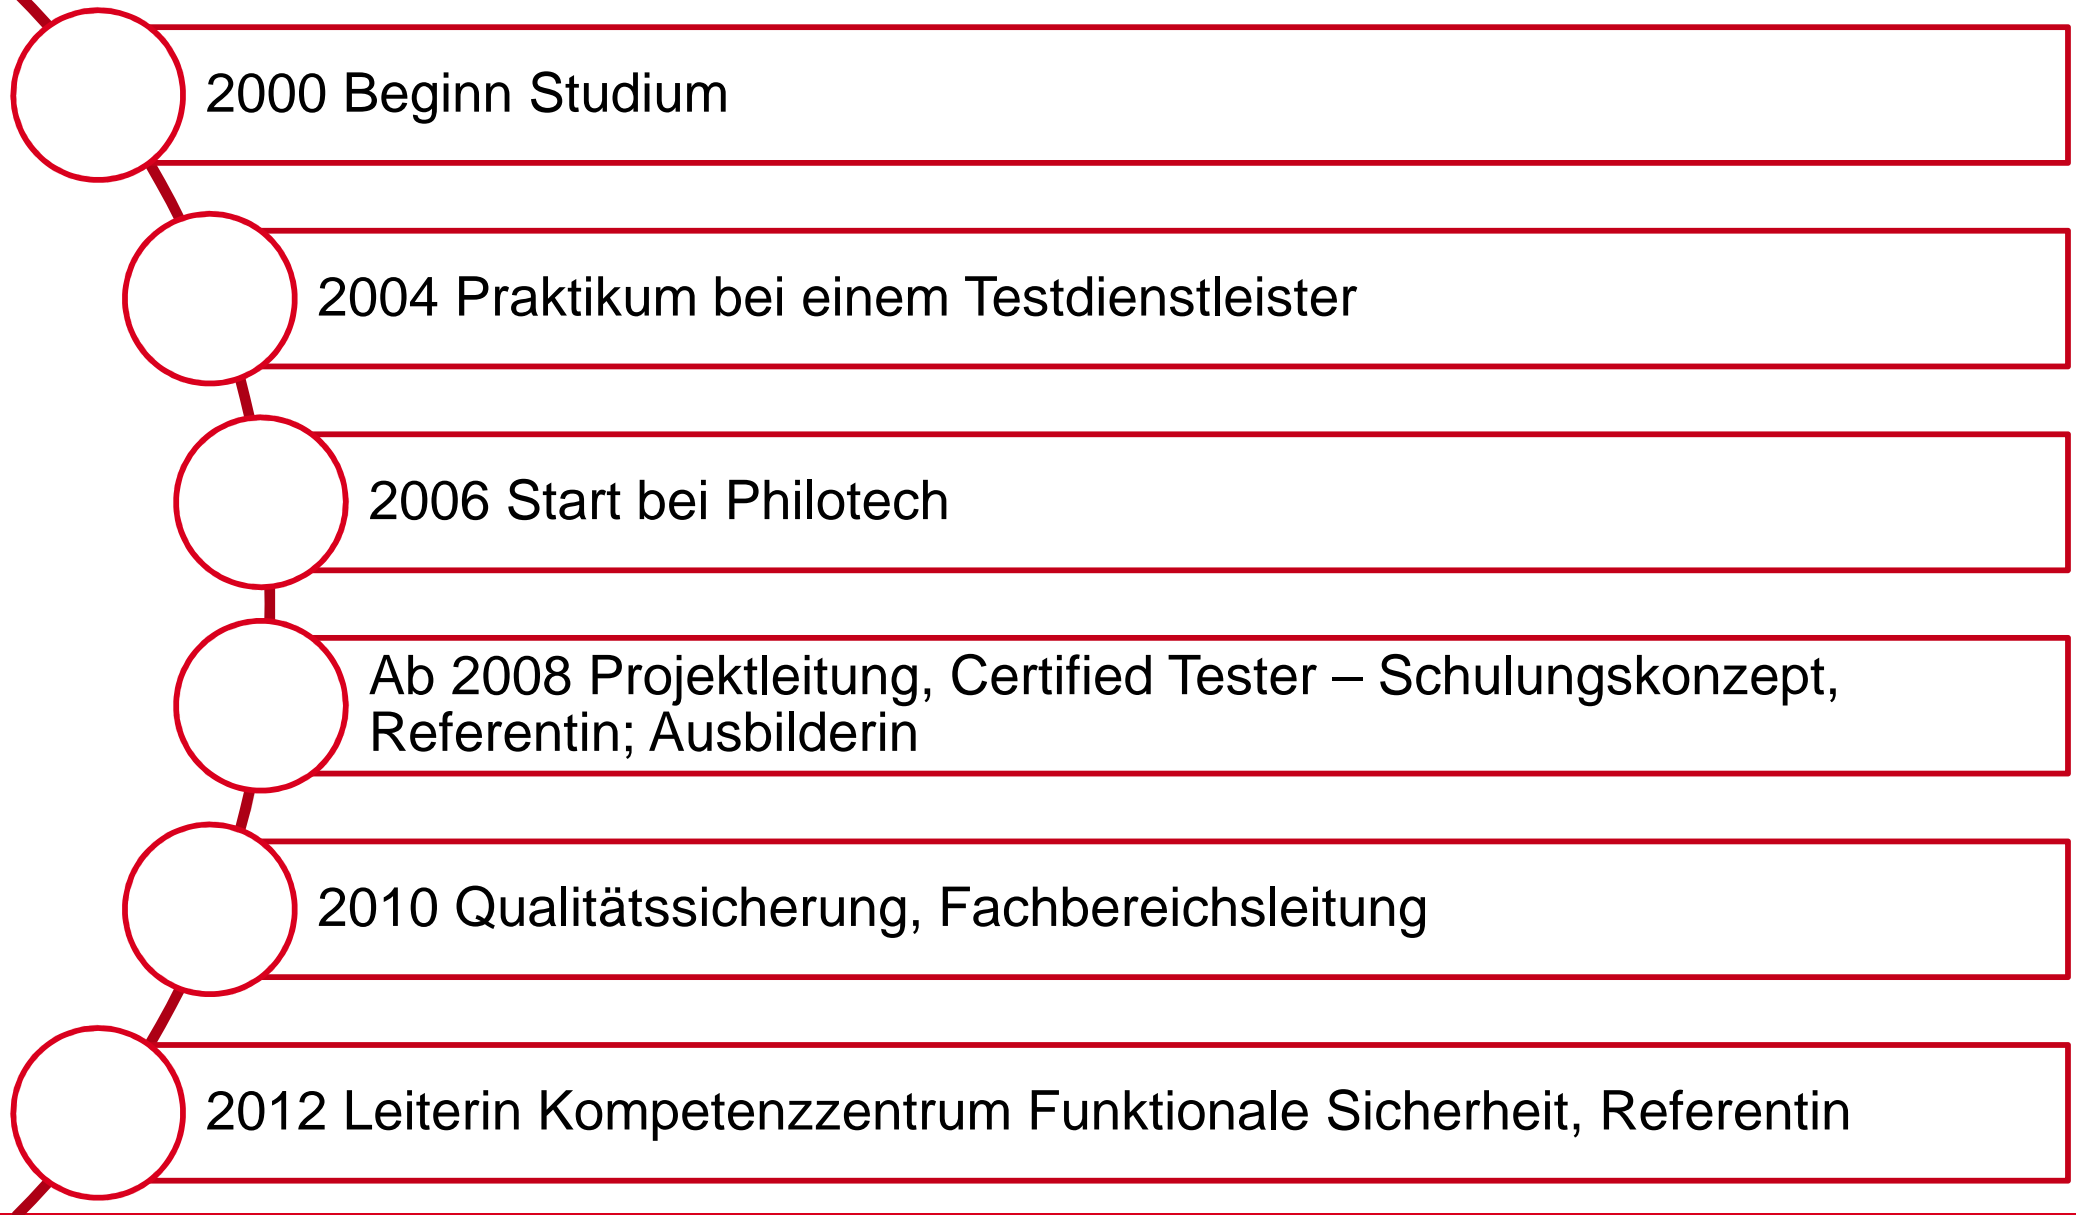 2000 Beginn Studium
2004 Praktikum bei einem Testdienstleister
2006 Start bei Philotech
Ab 2008 Projektleitung, Certified Tester – Schulungskonzept,
Referentin; Ausbilderin
2010 Qualitätssicherung, Fachbereichsleitung
2012 Leiterin Kompetenzzentrum Funktionale Sicherheit, Referentin